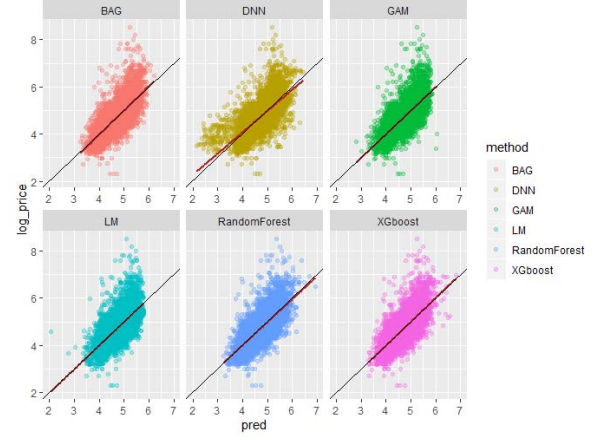 BAG DNN GAM
8
6
4
2
LM RandomForest XGboost
8
6
4
2
2 3 4 5 6 7 2 3 4 5 6 7 2 3 4 5 6 7
pred
log_price
method
BAG
DNN
GAM
LM
RandomForest
XGboost